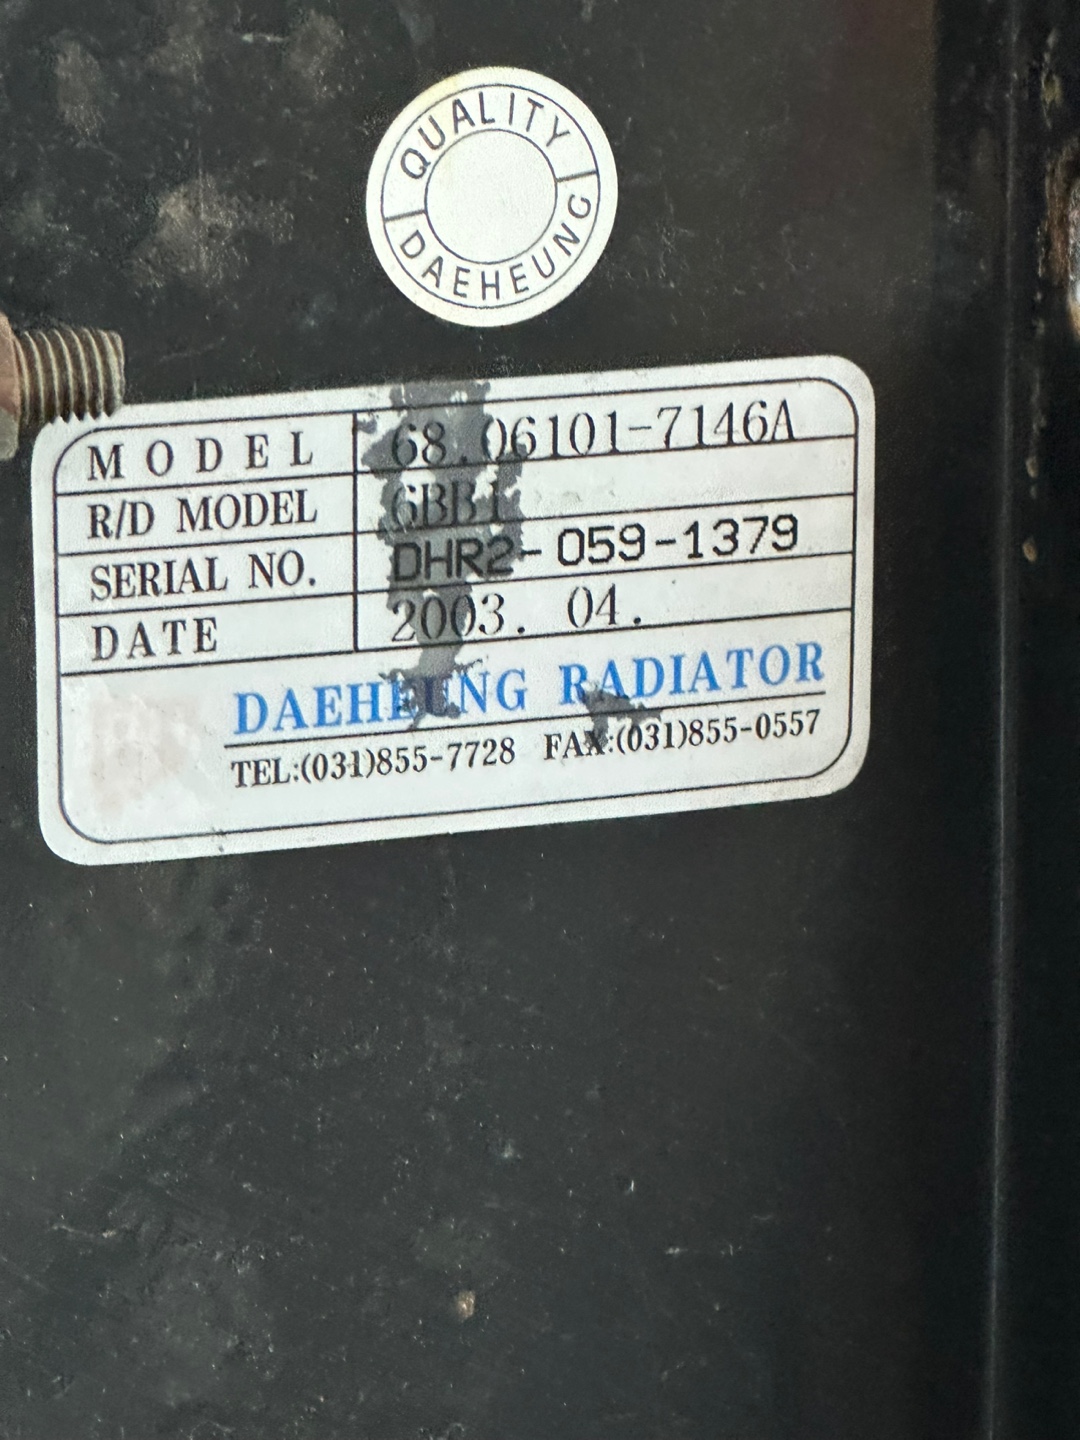 QUALITY
DAEHEUNG
MODEL 68.06101-7146A
R/D MODEL 6BB1
SERIAL NO. DHR2-059-1379
DATE 2003. 04.
DAEHEUNG RADIATOR
TEL:(031)855-7728 FAX:(031)855-0557